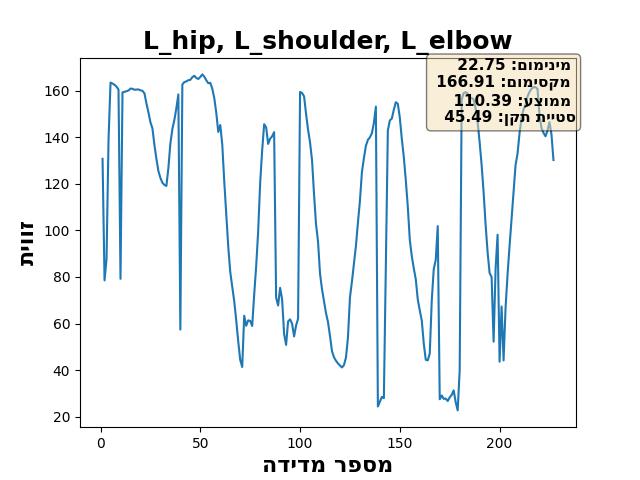 L_hip, L_shoulder, L_elbow
מינימום: 22.75
מקסימום: 166.91
ממוצע: 110.39
סטיית תקן: 45.49
זווית
160
140
120
100
80
60
40
20
0 50 100 150 200
מספר מדידה